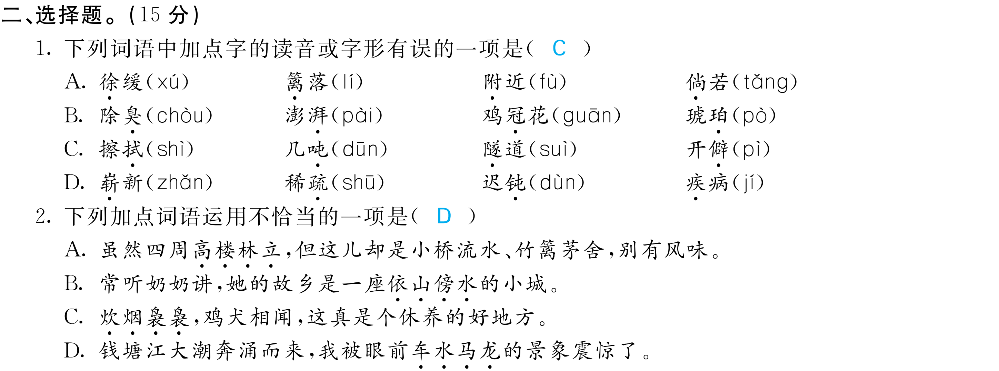 二、选择题。(15 分)
1. 下列词语中加点字的读音或字形有误的一项是( C )
A. 徐缓(xú) 篱落(lí) 附近(fù) 倘若(tǎng)
B. 除臭(chòu) 澎湃(pài) 鸡冠花(guān) 琥珀(pò)
C. 擦拭(shì) 几吨(dūn) 隧道(suì) 开僻(pì)
D. 崭新(zhǎn) 稀疏(shū) 迟钝(dùn) 疾病(jí)
2. 下列加点词语运用不恰当的一项是( D )
A. 虽然四周高楼林立,但这儿却是小桥流水、竹篱茅舍,别有风味。
B. 常听奶奶讲,她的故乡是一座依山傍水的小城。
C. 炊烟袅袅,鸡犬相闻,这真是个休养的好地方。
D. 钱塘江大潮奔涌而来,我被眼前车水马龙的景象震惊了。